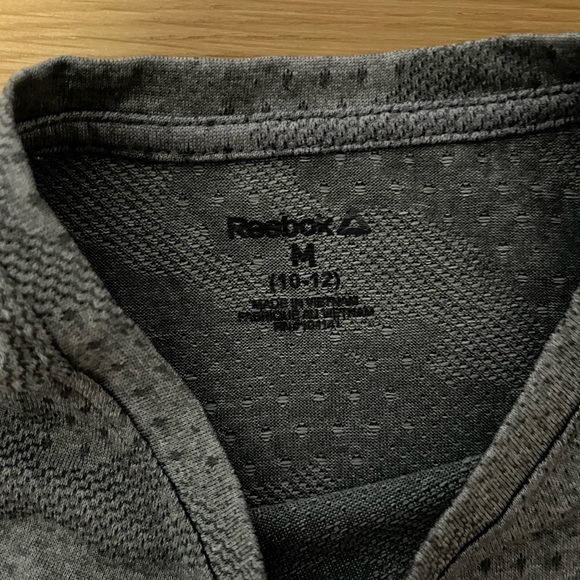 Reebok
M
(10-12)
MADE IN VIETNAM
FABRIQUE AU VIETNAM